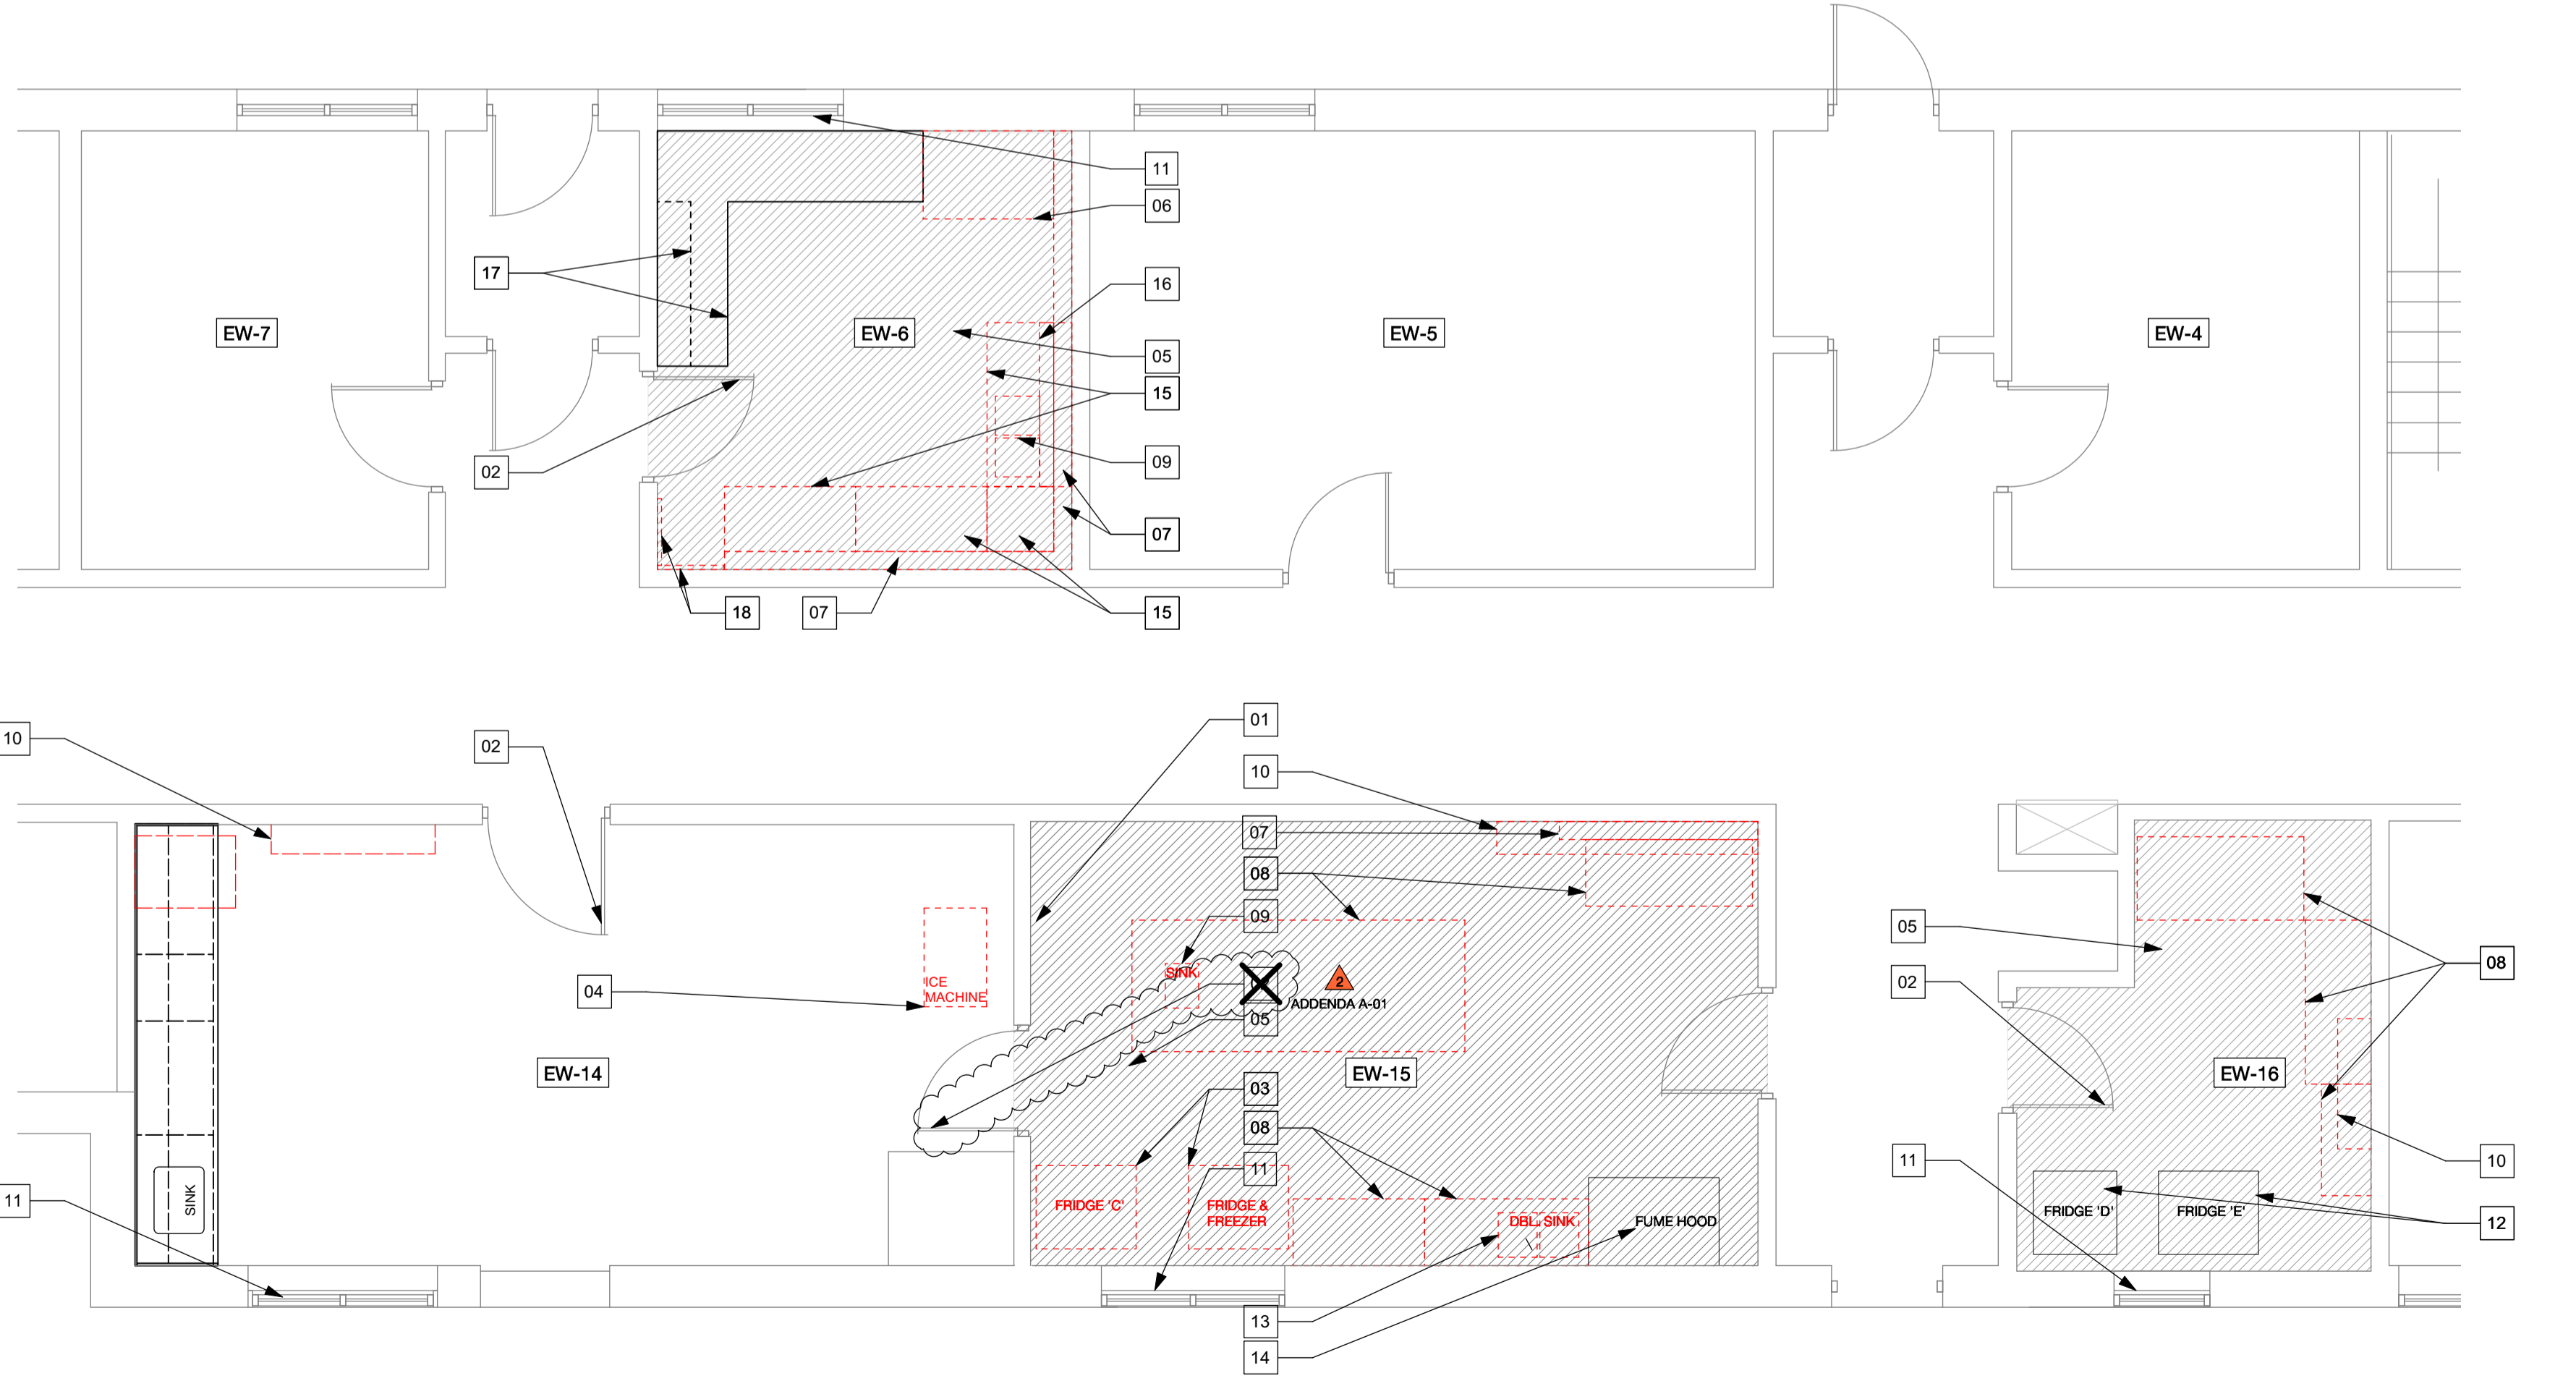 11
06
17
16
EW-7
EW-6
EW-5
EW-4
05
15
02
09
07
18
07
15
01
10
02
10
07
08
09
05
08
SINK
2
02
ICE
MACHINE
04
ADDENDA A-01
05
EW-14
EW-15
EW-16
03
08
11
11
10
11
SINK
FRIDGE 'C'
FRIDGE &
FREEZER
DBL. SINK
FUME HOOD
FRIDGE 'D'
FRIDGE 'E'
12
13
14